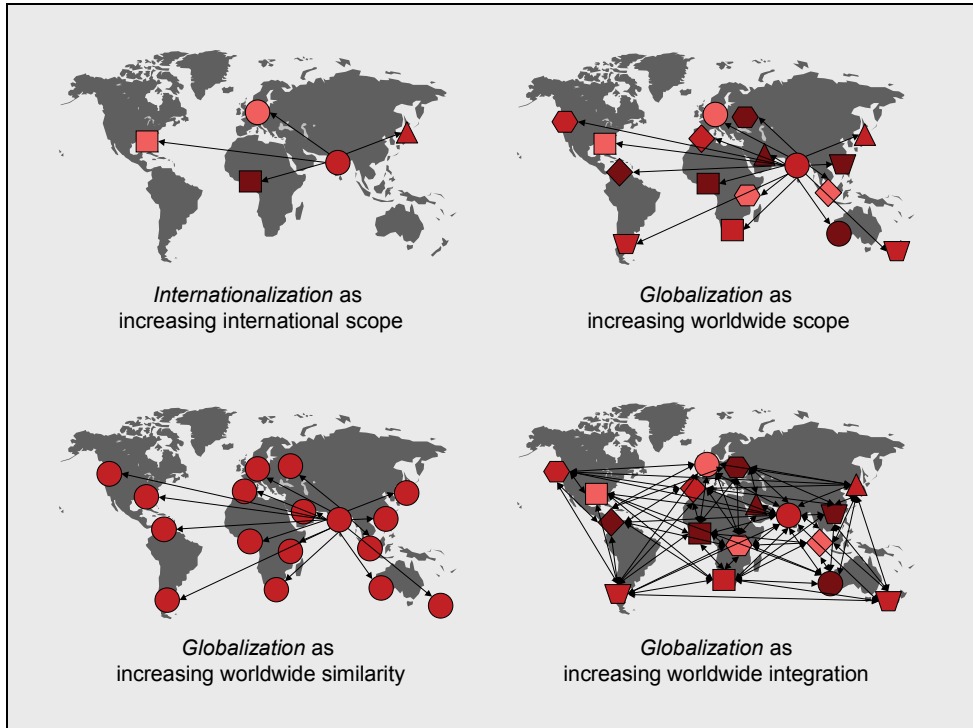 Internationalization as
increasing international scope
Globalization as
increasing worldwide scope
Globalization as
increasing worldwide similarity
Globalization as
increasing worldwide integration